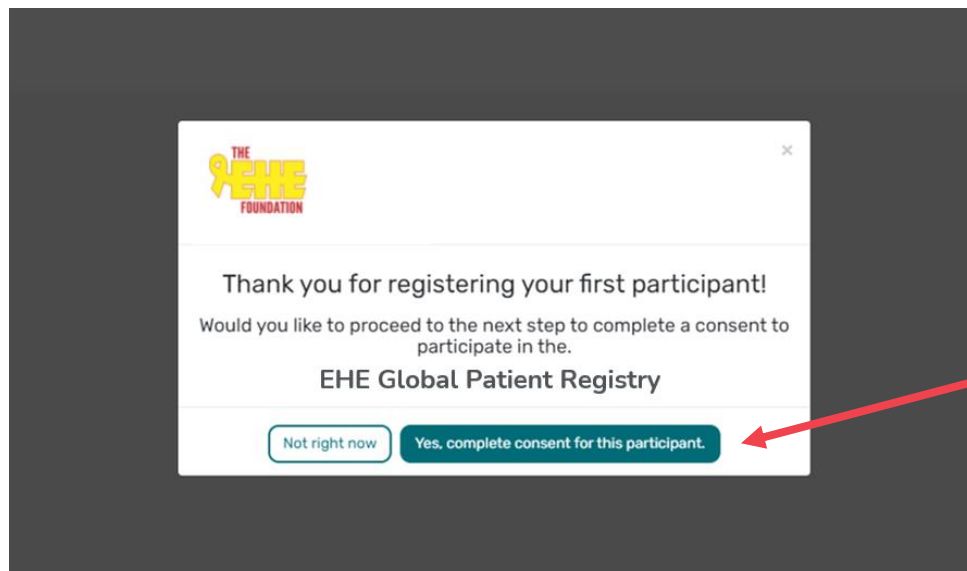 THE
EHE
FOUNDATION
×
Thank you for registering your first participant!
Would you like to proceed to the next step to complete a consent to
participate in the.
EHE Global Patient Registry
Not right now
Yes, complete consent for this participant.